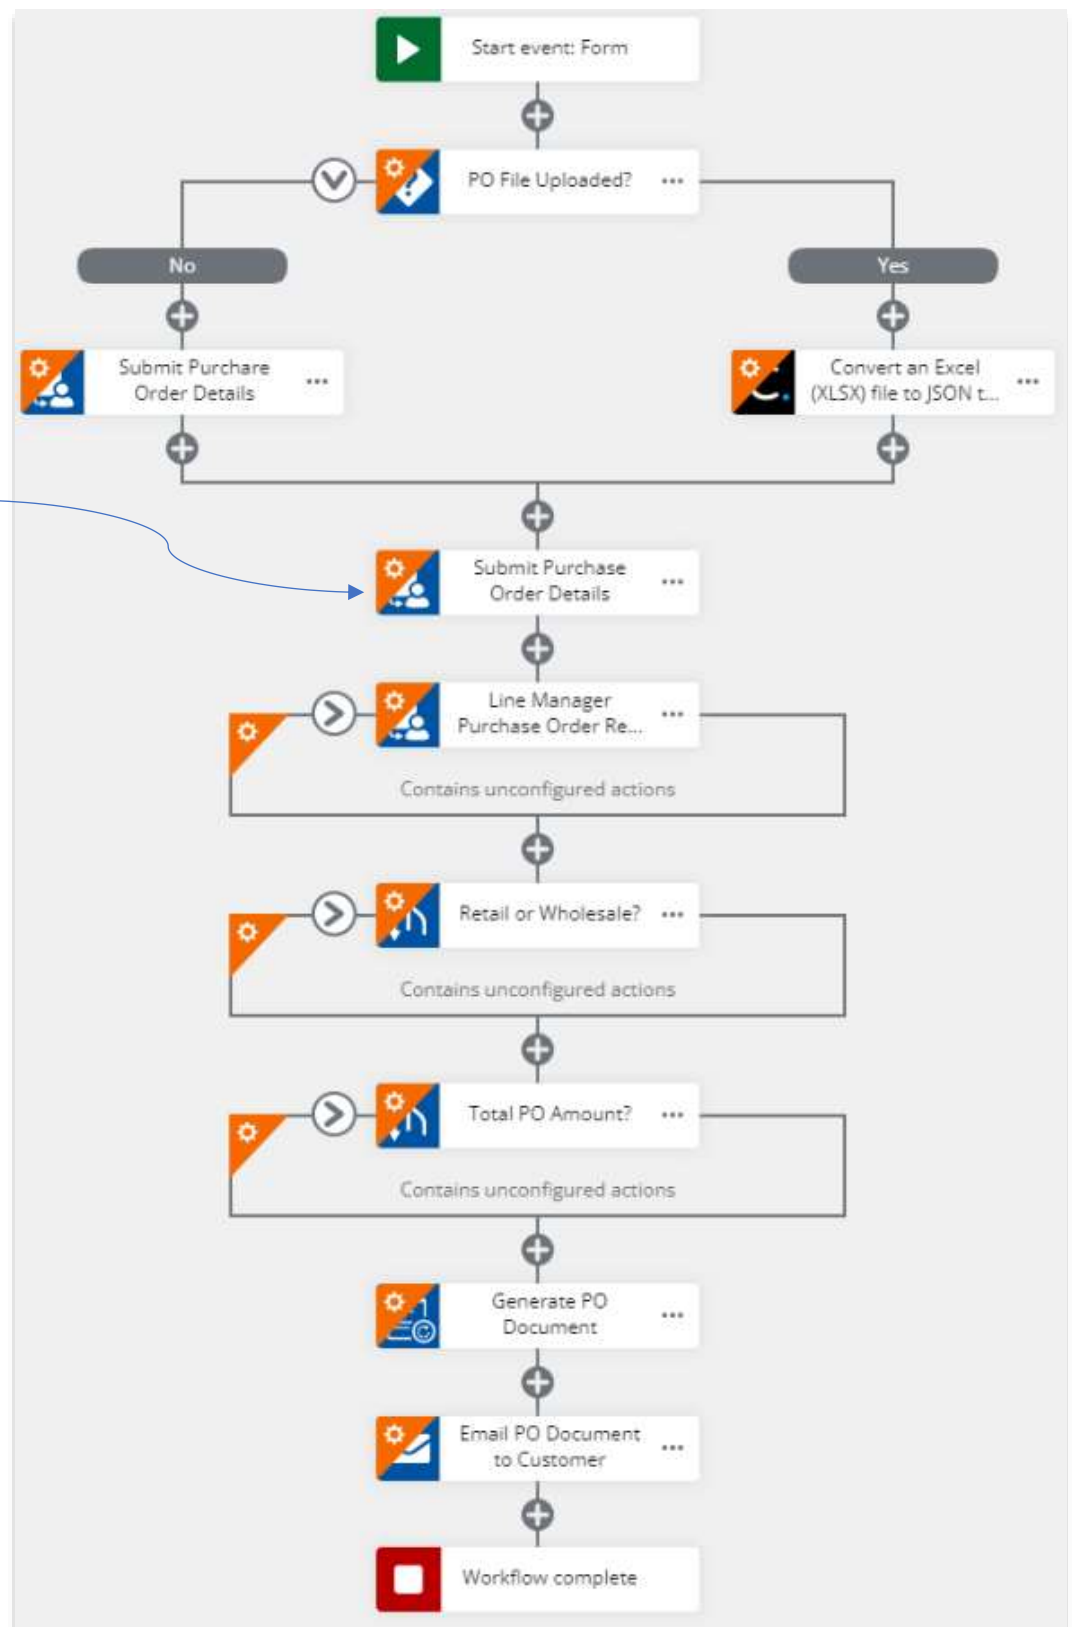 Start event: Form
PO File Uploaded?
No
Yes
Submit Purchare
Order Details
Convert an Excel
(XLSX) file to JSON t...
Submit Purchase
Order Details
Line Manager
Purchase Order Re...
Contains unconfigured actions
Retail or Wholesale?
Contains unconfigured actions
Total PO Amount?
Contains unconfigured actions
Generate PO
Document
Email PO Document
to Customer
Workflow complete